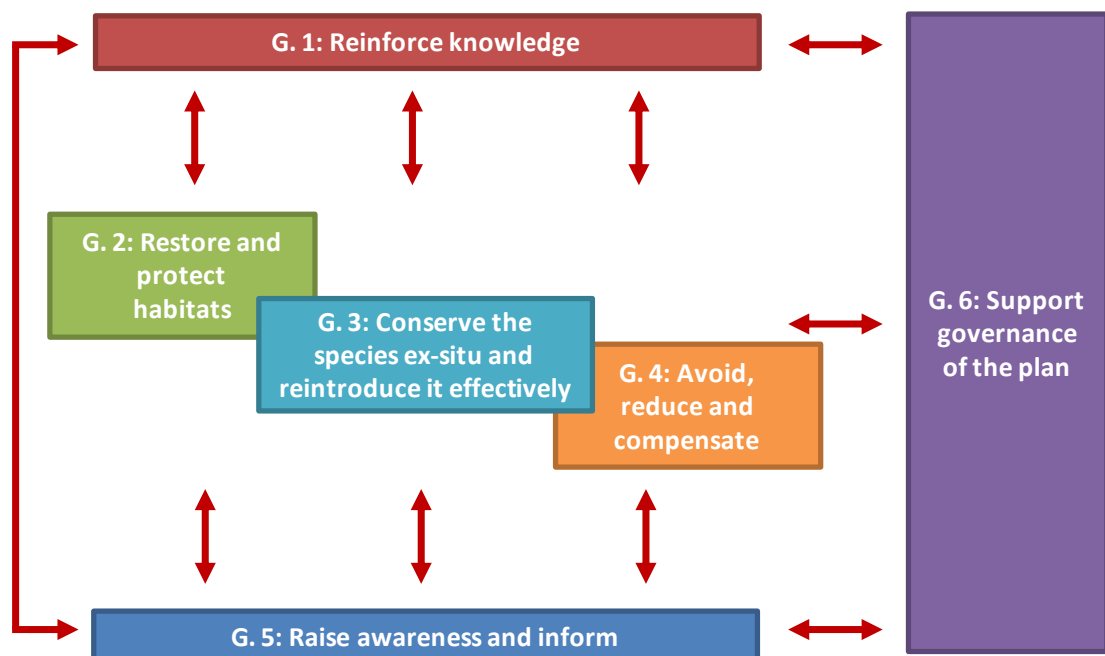 G. 1: Reinforce knowledge
G. 2: Restore and
protect
habitats
G. 3: Conserve the
species ex-situ and
reintroduce it effectively
G. 4: Avoid,
reduce and
compensate
G. 6: Support
governance
of the plan
G. 5: Raise awareness and inform